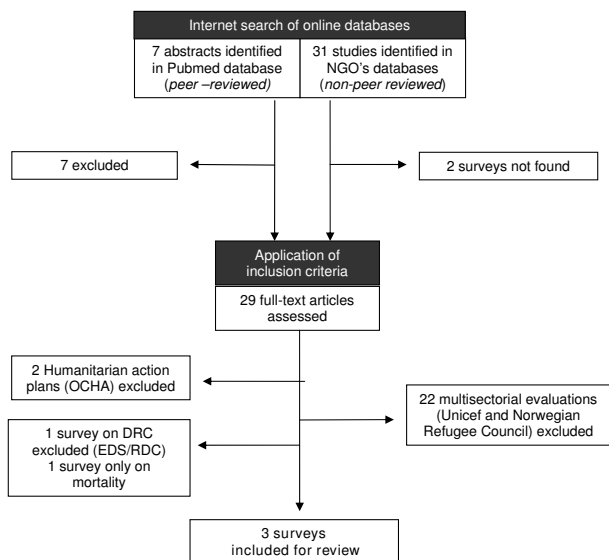 Internet search of online databases
7 abstracts identified
in Pubmed database
(peer –reviewed)
31 studies identified in
NGO's databases
(non-peer reviewed)
7 excluded
2 surveys not found
Application of
inclusion criteria
29 full-text articles
assessed
2 Humanitarian action
plans (OCHA) excluded
22 multisectorial evaluations
(Unicef and Norwegian
Refugee Council) excluded
1 survey on DRC
excluded (EDS/RDC)
1 survey only on
mortality
3 surveys
included for review